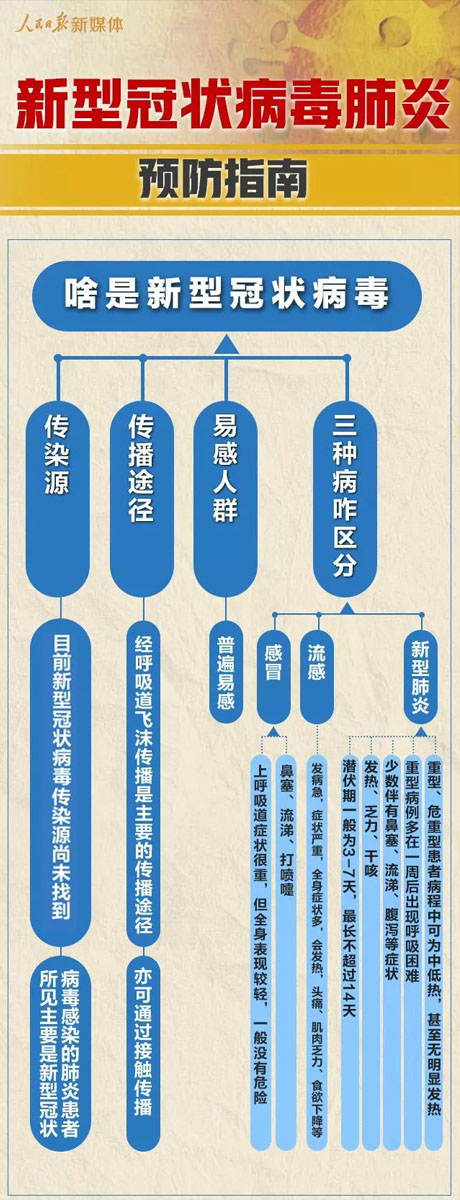 人民日报新媒体
新型冠状病毒肺炎
预防指南
啥是新型冠状病毒
传染源
目前新型冠状病毒传染源尚未找到
所见主要是新型冠状
病毒感染的肺炎患者
传播途径
经呼吸道飞沫传播是主要的传播途径
亦可通过接触传播
易感人群
普遍易感
三种病咋区分
感冒
上呼吸道症状很重，但全身表现较轻，一般没有危险
鼻塞、流涕、打喷嚏
流感
发病急，症状严重，全身症状多，会发热，头痛、肌肉乏力、食欲下降等
新型肺炎
潜伏期一般为3—7天，最长不超过14天
发热、乏力、干咳
少数伴有鼻塞、流涕、腹泻等症状
重型病例多在一周后出现呼吸困难
重型、危重型患者病程中可为中低热，甚至无明显发热